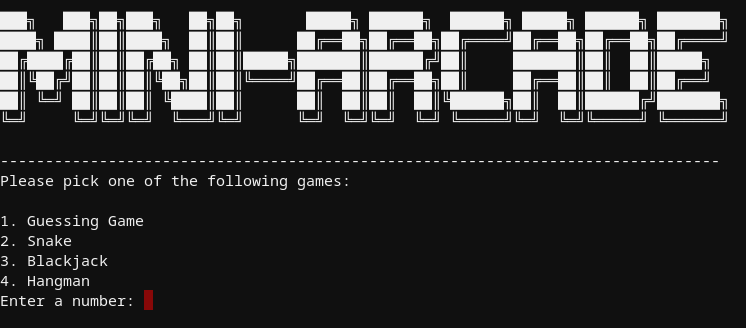 MINI-ARCADE
--------------------------------------------------------------------------------
Please pick one of the following games:
1. Guessing Game
2. Snake
3. Blackjack
4. Hangman
Enter a number: